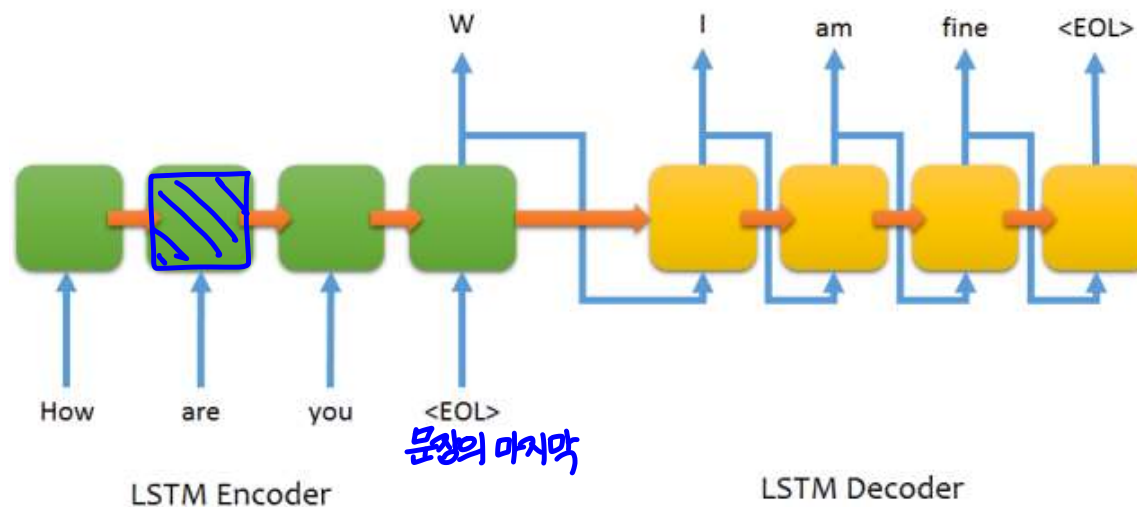 W I am fine <EOL>
How are you <EOL>
문장의 마지막
LSTM Encoder LSTM Decoder